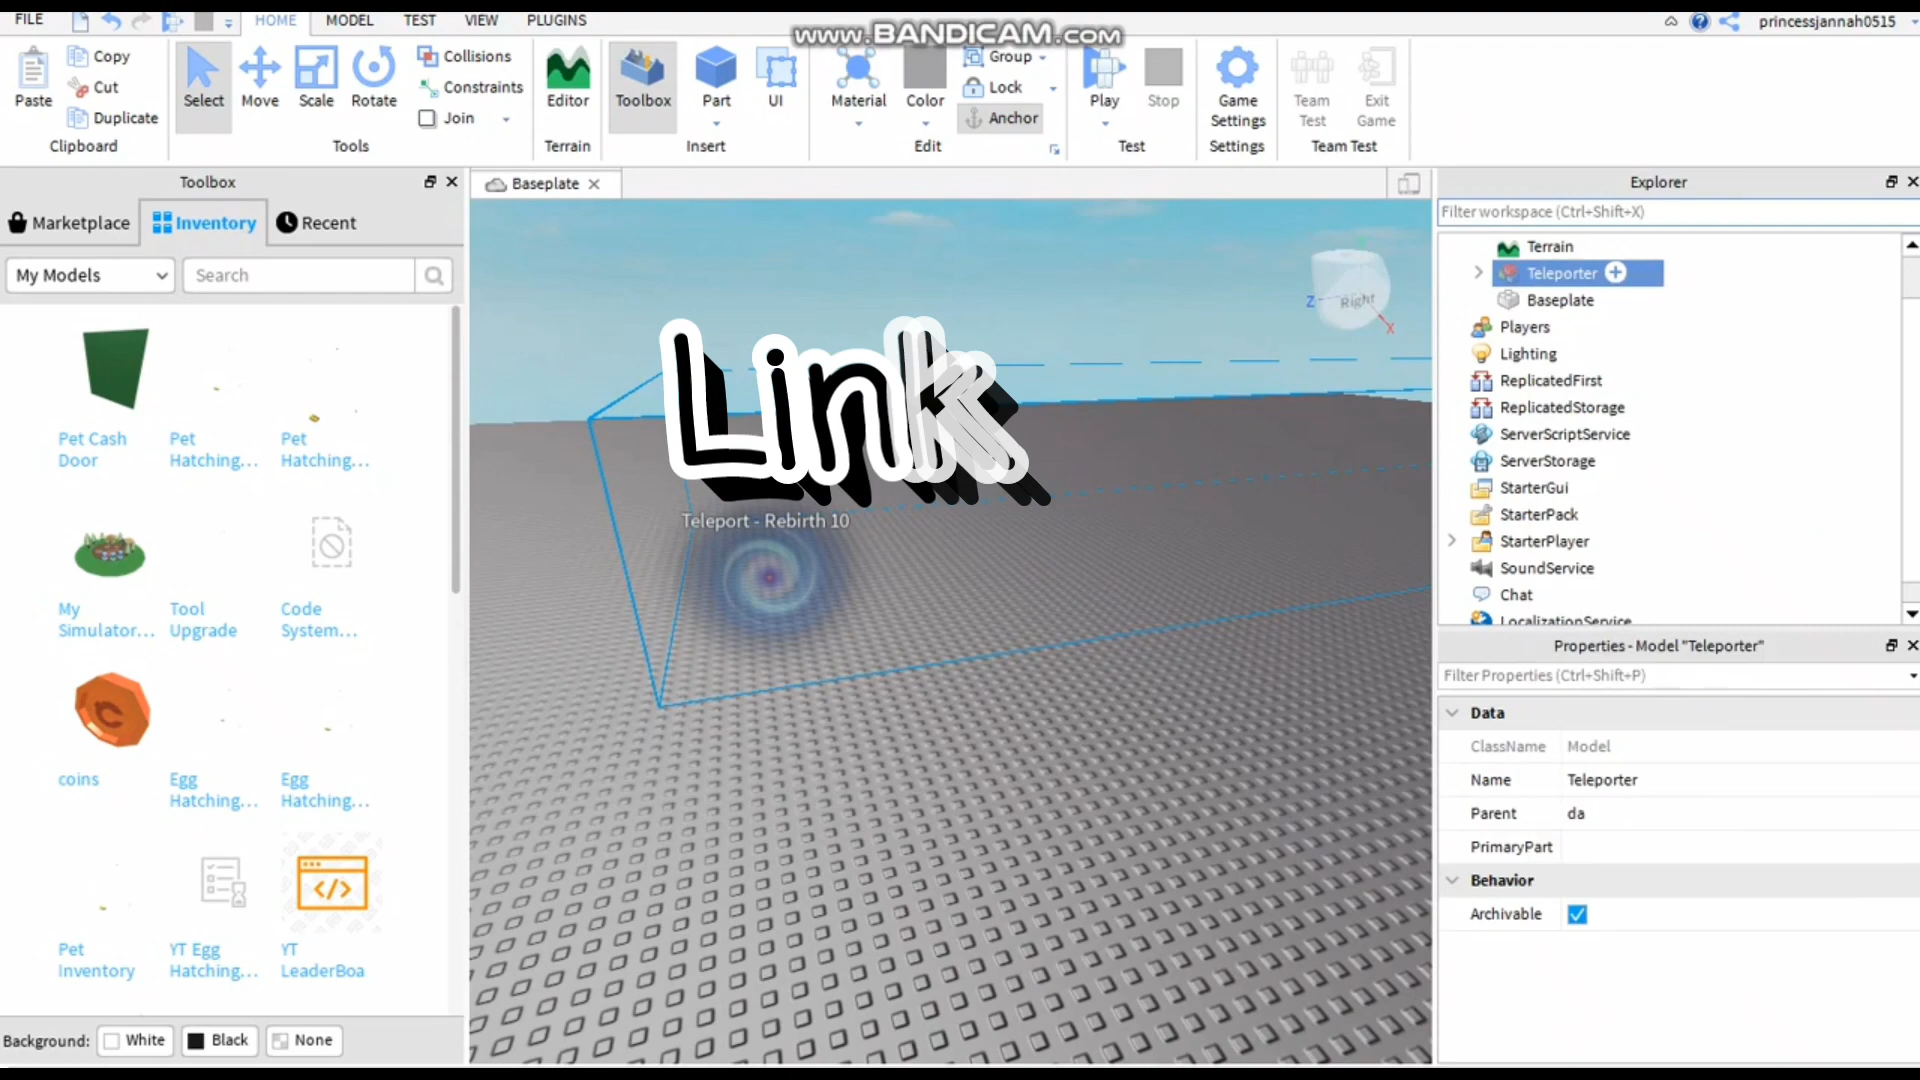 FILE
HOME
MODEL
TEST
VIEW
PLUGINS
www.BANDICAM.com
princessjannah0515
Paste
Copy
Cut
Duplicate
Clipboard
Select
Move
Scale
Rotate
Collisions
Constraints
Join
Tools
Editor
Terrain
Toolbox
Part
UI
Insert
Material
Color
Group
Lock
Anchor
Edit
Play
Stop
Test
Game
Settings
Settings
Team
Test
Exit
Game
Team Test
Toolbox
Marketplace
Inventory
Recent
My Models
Search
Pet Cash
Door
Pet
Hatching...
Pet
Hatching...
My
Simulator...
Tool
Upgrade
Code
System...
coins
Egg
Hatching...
Egg
Hatching...
Pet
Inventory
YT Egg
Hatching...
YT
LeaderBoa
Background:
White
Black
None
Baseplate
Z
Right
X
Link
Teleport - Rebirth 10
Explorer
Filter workspace (Ctrl+Shift+X)
Terrain
Teleporter
Baseplate
Players
Lighting
ReplicatedFirst
ReplicatedStorage
ServerScriptService
ServerStorage
StarterGui
StarterPack
StarterPlayer
SoundService
Chat
LocalizationService
Properties - Model "Teleporter"
Filter Properties (Ctrl+Shift+P)
Data
ClassName Model
Name Teleporter
Parent da
PrimaryPart
Behavior
Archivable